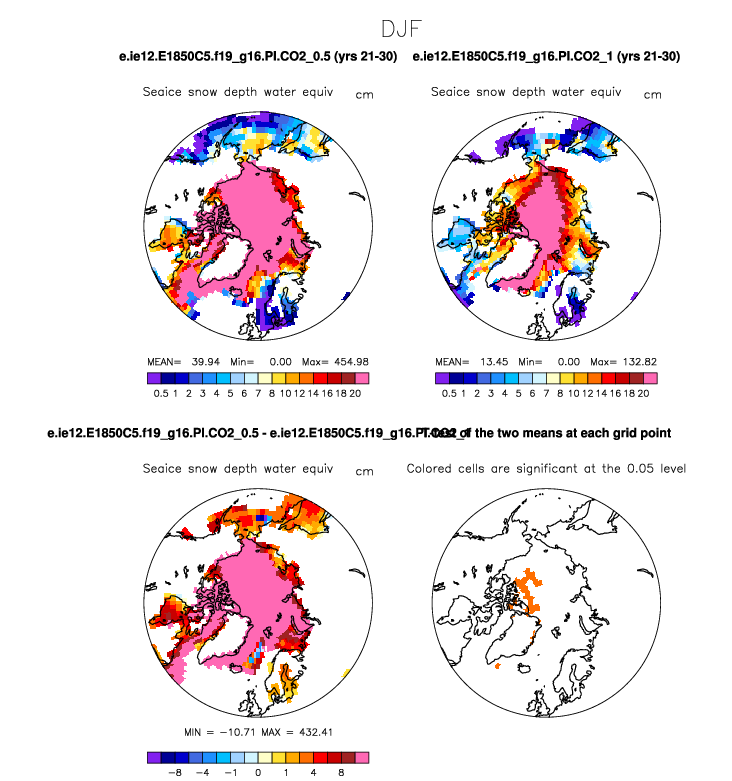 DJF
e.ie12.E1850C5.f19_g16.PI.CO2_0.5 (yrs 21-30) e.ie12.E1850C5.f19_g16.PI.CO2_1 (yrs 21-30)
Seaice snow depth water equiv cm Seaice snow depth water equiv cm
MEAN= 39.94 Min= 0.00 Max= 454.98 MEAN= 13.45 Min= 0.00 Max= 132.82
0.5 1 2 3 4 5 6 7 8 10 12 14 16 18 20 0.5 1 2 3 4 5 6 7 8 10 12 14 16 18 20
e.ie12.E1850C5.f19_g16.PI.CO2_0.5 - e.ie12.E1850C5.f19_g16.PI.CO2_1 of the two means at each grid point
Seaice snow depth water equiv cm Colored cells are significant at the 0.05 level
MIN = -10.71 MAX = 432.41
-8 -4 -1 0 1 4 8